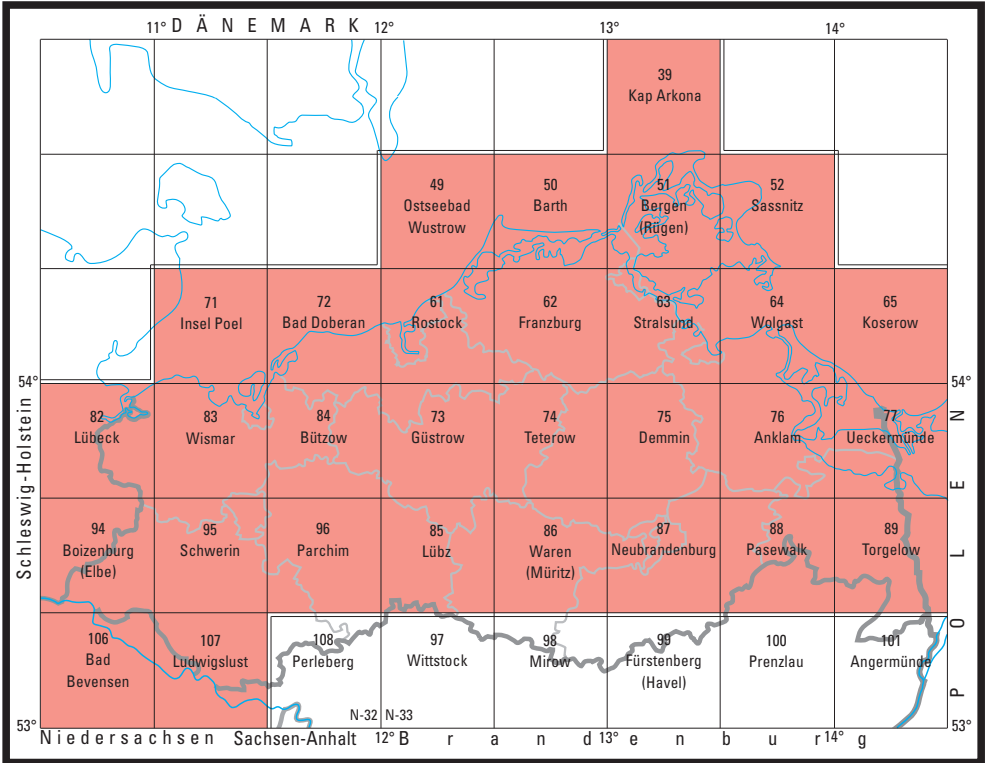 11° DÄNEMARK 12° 13° 14°
39
Kap Arkona
49
Ostseebad
Wustrow
50
Barth
51
Bergen
(Rügen)
52
Sassnitz
71
Insel Poel
72
Bad Doberan
61
Rostock
62
Franzburg
63
Stralsund
64
Wolgast
65
Koserow
54° 54°
82
Lübeck
83
Wismar
84
Bützow
73
Güstrow
74
Teterow
75
Demmin
76
Anklam
77
Ueckermünde
94
Boizenburg
(Elbe)
95
Schwerin
96
Parchim
85
Lübz
86
Waren
(Müritz)
87
Neubrandenburg
88
Pasewalk
89
Torgelow
106
Bad
Bevensen
107
Ludwigslust
108
Perleberg
97
Wittstock
98
Mirow
99
Fürstenberg
(Havel)
100
Prenzlau
101
Angermünde
Schleswig-Holstein
POLEN
N-32 N-33
53° 53°
Niedersachsen Sachsen-Anhalt 12° Brand 13° enbur 14° g